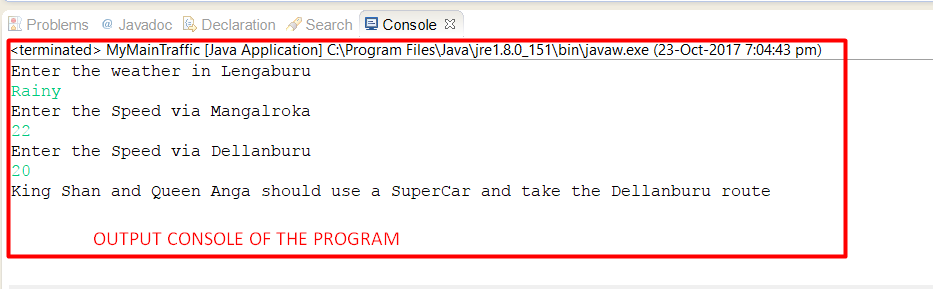 Problems @ Javadoc Declaration Search Console
<terminated> MyMainTraffic [Java Application] C:\Program Files\Java\jre1.8.0_151\bin\javaw.exe (23-Oct-2017 7:04:43 pm)
Enter the weather in Lengaburu
Rainy
Enter the Speed via Mangalroka
22
Enter the Speed via Dellanburu
20
King Shan and Queen Anga should use a SuperCar and take the Dellanburu route
OUTPUT CONSOLE OF THE PROGRAM